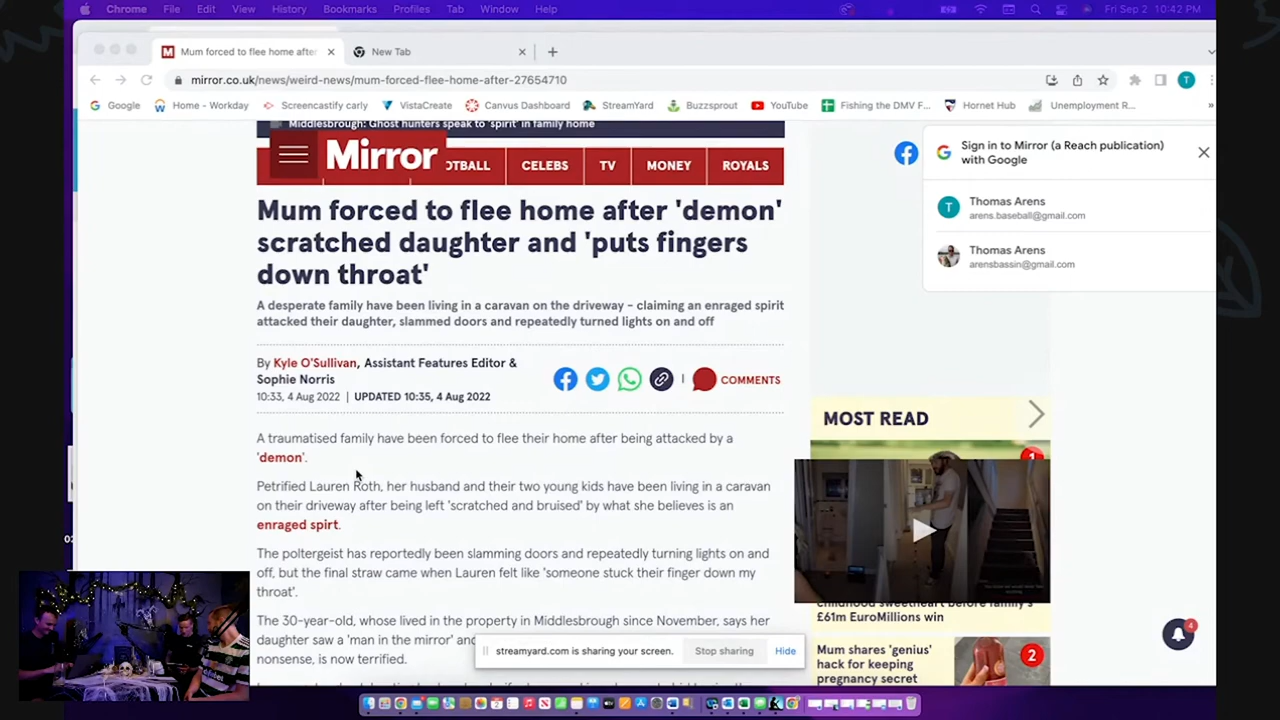 Chrome File Edit View History Bookmarks Profiles Tab Window Help Fri Sep 2 10:42 PM
Mum forced to flee home after New Tab
mirror.co.uk/news/weird-news/mum-forced-flee-home-after-27654710 T
Google Home - Workday Screencastify carly VistaCreate Canvus Dashboard StreamYard Buzzsprout YouTube Fishing the DMV F... Hornet Hub Unemployment R... »
Middlesbrough: Ghost hunters speak to 'spirit' in family home
Mirror OTBALL CELEBS TV MONEY ROYALS
Mum forced to flee home after 'demon'
scratched daughter and 'puts fingers
down throat'
A desperate family have been living in a caravan on the driveway - claiming an enraged spirit
attacked their daughter, slammed doors and repeatedly turned lights on and off
By Kyle O'Sullivan, Assistant Features Editor &
Sophie Norris
10:33, 4 Aug 2022 | UPDATED 10:35, 4 Aug 2022
COMMENTS
A traumatised family have been forced to flee their home after being attacked by a
'demon'.
Petrified Lauren Roth, her husband and their two young kids have been living in a caravan
on their driveway after being left 'scratched and bruised' by what she believes is an
enraged spirt.
The poltergeist has reportedly been slamming doors and repeatedly turning lights on and
off, but the final straw came when Lauren felt like 'someone stuck their finger down my
throat'.
The 30-year-old, whose lived in the property in Middlesbrough since November, says her
daughter saw a 'man in the mirror' and
nonsense, is now terrified.
streamyard.com is sharing your screen. Stop sharing Hide
Sign in to Mirror (a Reach publication)
with Google
T Thomas Arens
arens.baseball@gmail.com
Thomas Arens
arensbassin@gmail.com
MOST READ
1
childhood sweetheart before family's
£61m EuroMillions win
Mum shares 'genius'
hack for keeping
pregnancy secret
2
4